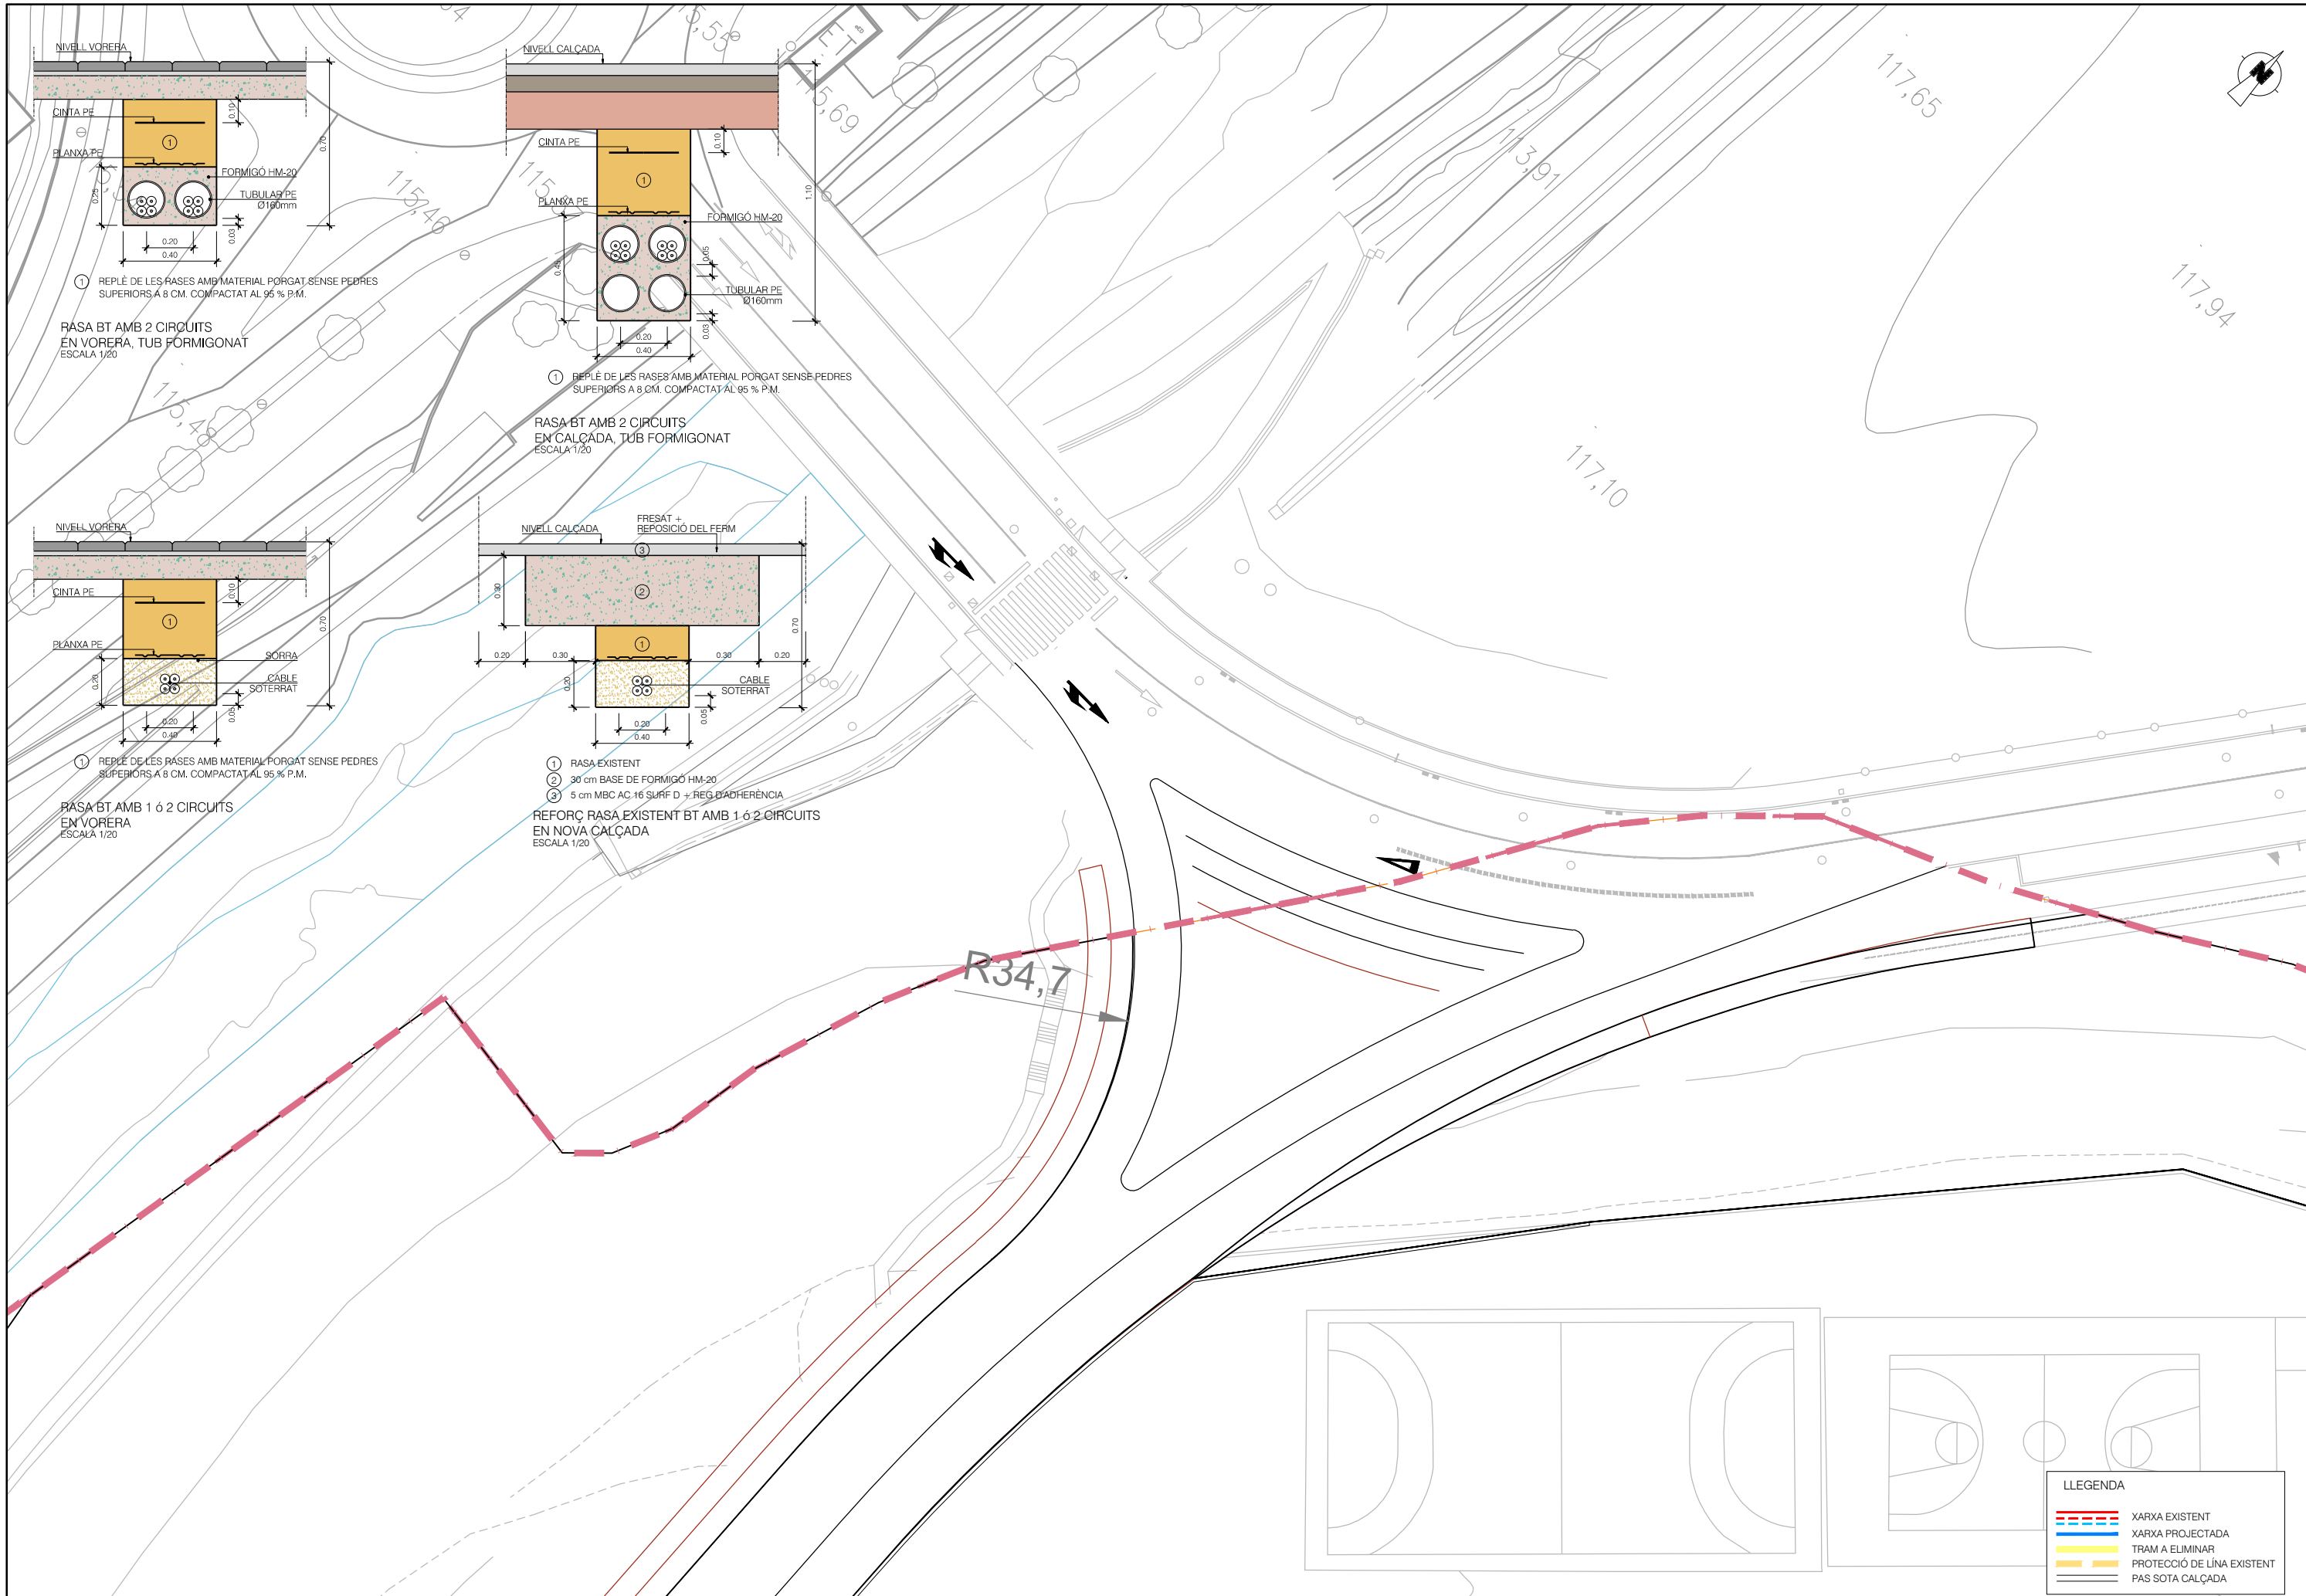 NIVELL VORERA
CINTA PE
0.10
0.70
1
PLANXA PE
FORMIGÓ HM-20
0.25
TUBULAR PE
Ø160mm
0.03
0.20
0.40
1 REPLÈ DE LES RASES AMB MATERIAL PORGAT SENSE PEDRES
SUPERIORS A 8 CM. COMPACTAT AL 95 % P.M.
RASA BT AMB 2 CIRCUITS
EN VORERA, TUB FORMIGONAT
ESCALA 1/20
NIVELL CALÇADA
CINTA PE
0.10
1
1.10
PLANXA PE
FORMIGÓ HM-20
0.05
0.45
TUBULAR PE
Ø160mm
0.03
0.20
0.40
1 REPLÈ DE LES RASES AMB MATERIAL PORGAT SENSE PEDRES
SUPERIORS A 8 CM. COMPACTAT AL 95 % P.M.
RASA BT AMB 2 CIRCUITS
EN CALÇADA, TUB FORMIGONAT
ESCALA 1/20
NIVELL VORERA
CINTA PE
0.10
0.70
1
PLANXA PE
SORRA
0.20
CABLE
SOTERRAT
0.05
0.20
0.40
1 REPLÈ DE LES RASES AMB MATERIAL PORGAT SENSE PEDRES
SUPERIORS A 8 CM. COMPACTAT AL 95 % P.M.
RASA BT AMB 1 ó 2 CIRCUITS
EN VORERA
ESCALA 1/20
NIVELL CALÇADA
FRESAT +
REPOSICIÓ DEL FERM
3
0.30
2
0.70
1
0.20
0.30
0.30
0.20
0.20
CABLE
SOTERRAT
0.05
0.20
0.40
1 RASA EXISTENT
2 30 cm BASE DE FORMIGÓ HM-20
3 5 cm MBC AC 16 SURF D + REG D'ADHERÈNCIA
REFORÇ RASA EXISTENT BT AMB 1 ó 2 CIRCUITS
EN NOVA CALÇADA
ESCALA 1/20
ET
115,69
115,40
117,65
113,91
117,94
117,10
N
R34,7
LLEGENDA
XARXA EXISTENT
XARXA PROJECTADA
TRAM A ELIMINAR
PROTECCIÓ DE LÍNA EXISTENT
PAS SOTA CALÇADA